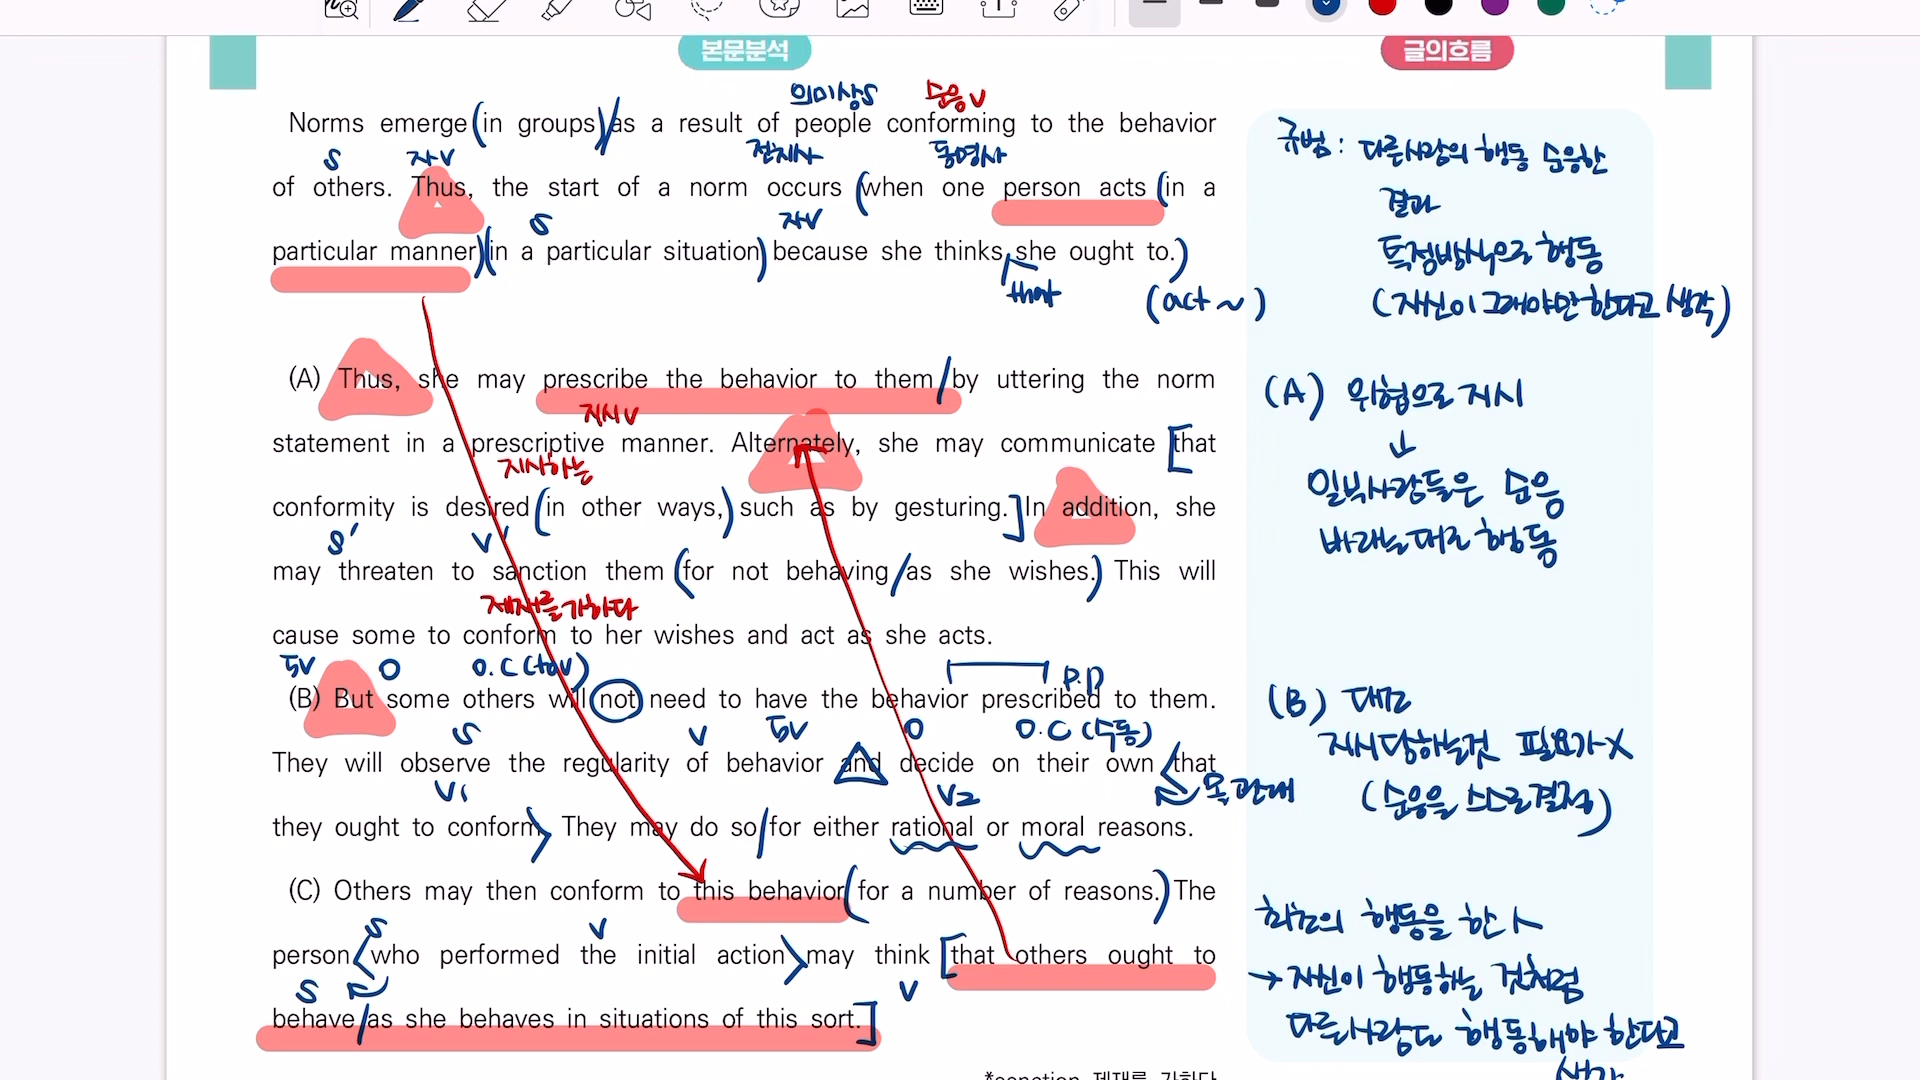 본문분석
글의흐름
의미상S 순응V
Norms emerge (in groups) as a result of people conforming to the behavior
S 자V 전치사 동명사
of others. Thus, the start of a norm occurs (when one person acts (in a
S 자V
particular manner) (in a particular situation) because she thinks she ought to.)
that (act ~)
(A) Thus, she may prescribe the behavior to them / by uttering the norm
지시V
statement in a prescriptive manner. Alternately, she may communicate [that
지시하는
conformity is desired (in other ways,) such as by gesturing.] In addition, she
S' V'
may threaten to sanction them (for not behaving / as she wishes.) This will
제재를 가하다
cause some to conform to her wishes and act as she acts.
5V O O.C (to V) P.P
(B) But some others will not need to have the behavior prescribed to them.
S V 5V O O.C (수동)
They will observe the regularity of behavior and decide on their own <that
V1 V2 목관대
they ought to conform> They may do so / for either rational or moral reasons.
(C) Others may then conform to this behavior (for a number of reasons.) The
S V
person <who performed the initial action> may think [that others ought to
S V
behave / as she behaves in situations of this sort.]
*sanction 제재를 가하다
규범 : 다른사람의 행동 순응한
결과
특정방식으로 행동
(자신이 그래야만 한다고 생각)
(A) 위협으로 지시
↓
일부사람들은 순응
바라는대로 행동
(B) 대조
지시당하는것 필요가 X
(순응을 스스로 결정)
최초의 행동을 한 人
→ 자신이 행동하는 것처럼
다른사람도 행동해야 한다고
생각